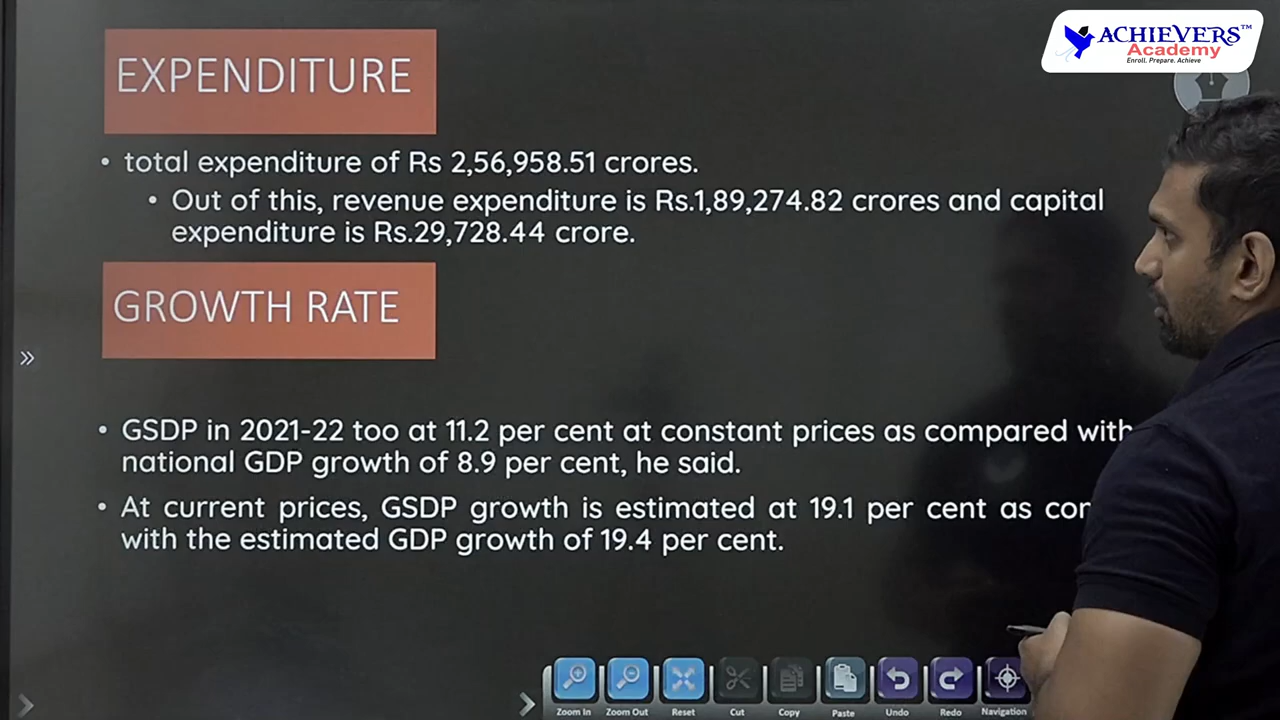 ACHIEVERS™
Academy
Enroll. Prepare. Achieve
EXPENDITURE
• total expenditure of Rs 2,56,958.51 crores.
• Out of this, revenue expenditure is Rs.1,89,274.82 crores and capital
expenditure is Rs.29,728.44 crore.
GROWTH RATE
• GSDP in 2021-22 too at 11.2 per cent at constant prices as compared with
national GDP growth of 8.9 per cent, he said.
• At current prices, GSDP growth is estimated at 19.1 per cent as
with the estimated GDP growth of 19.4 per cent.
Zoom In Zoom Out Reset Cut Copy Paste Undo Redo Navigation